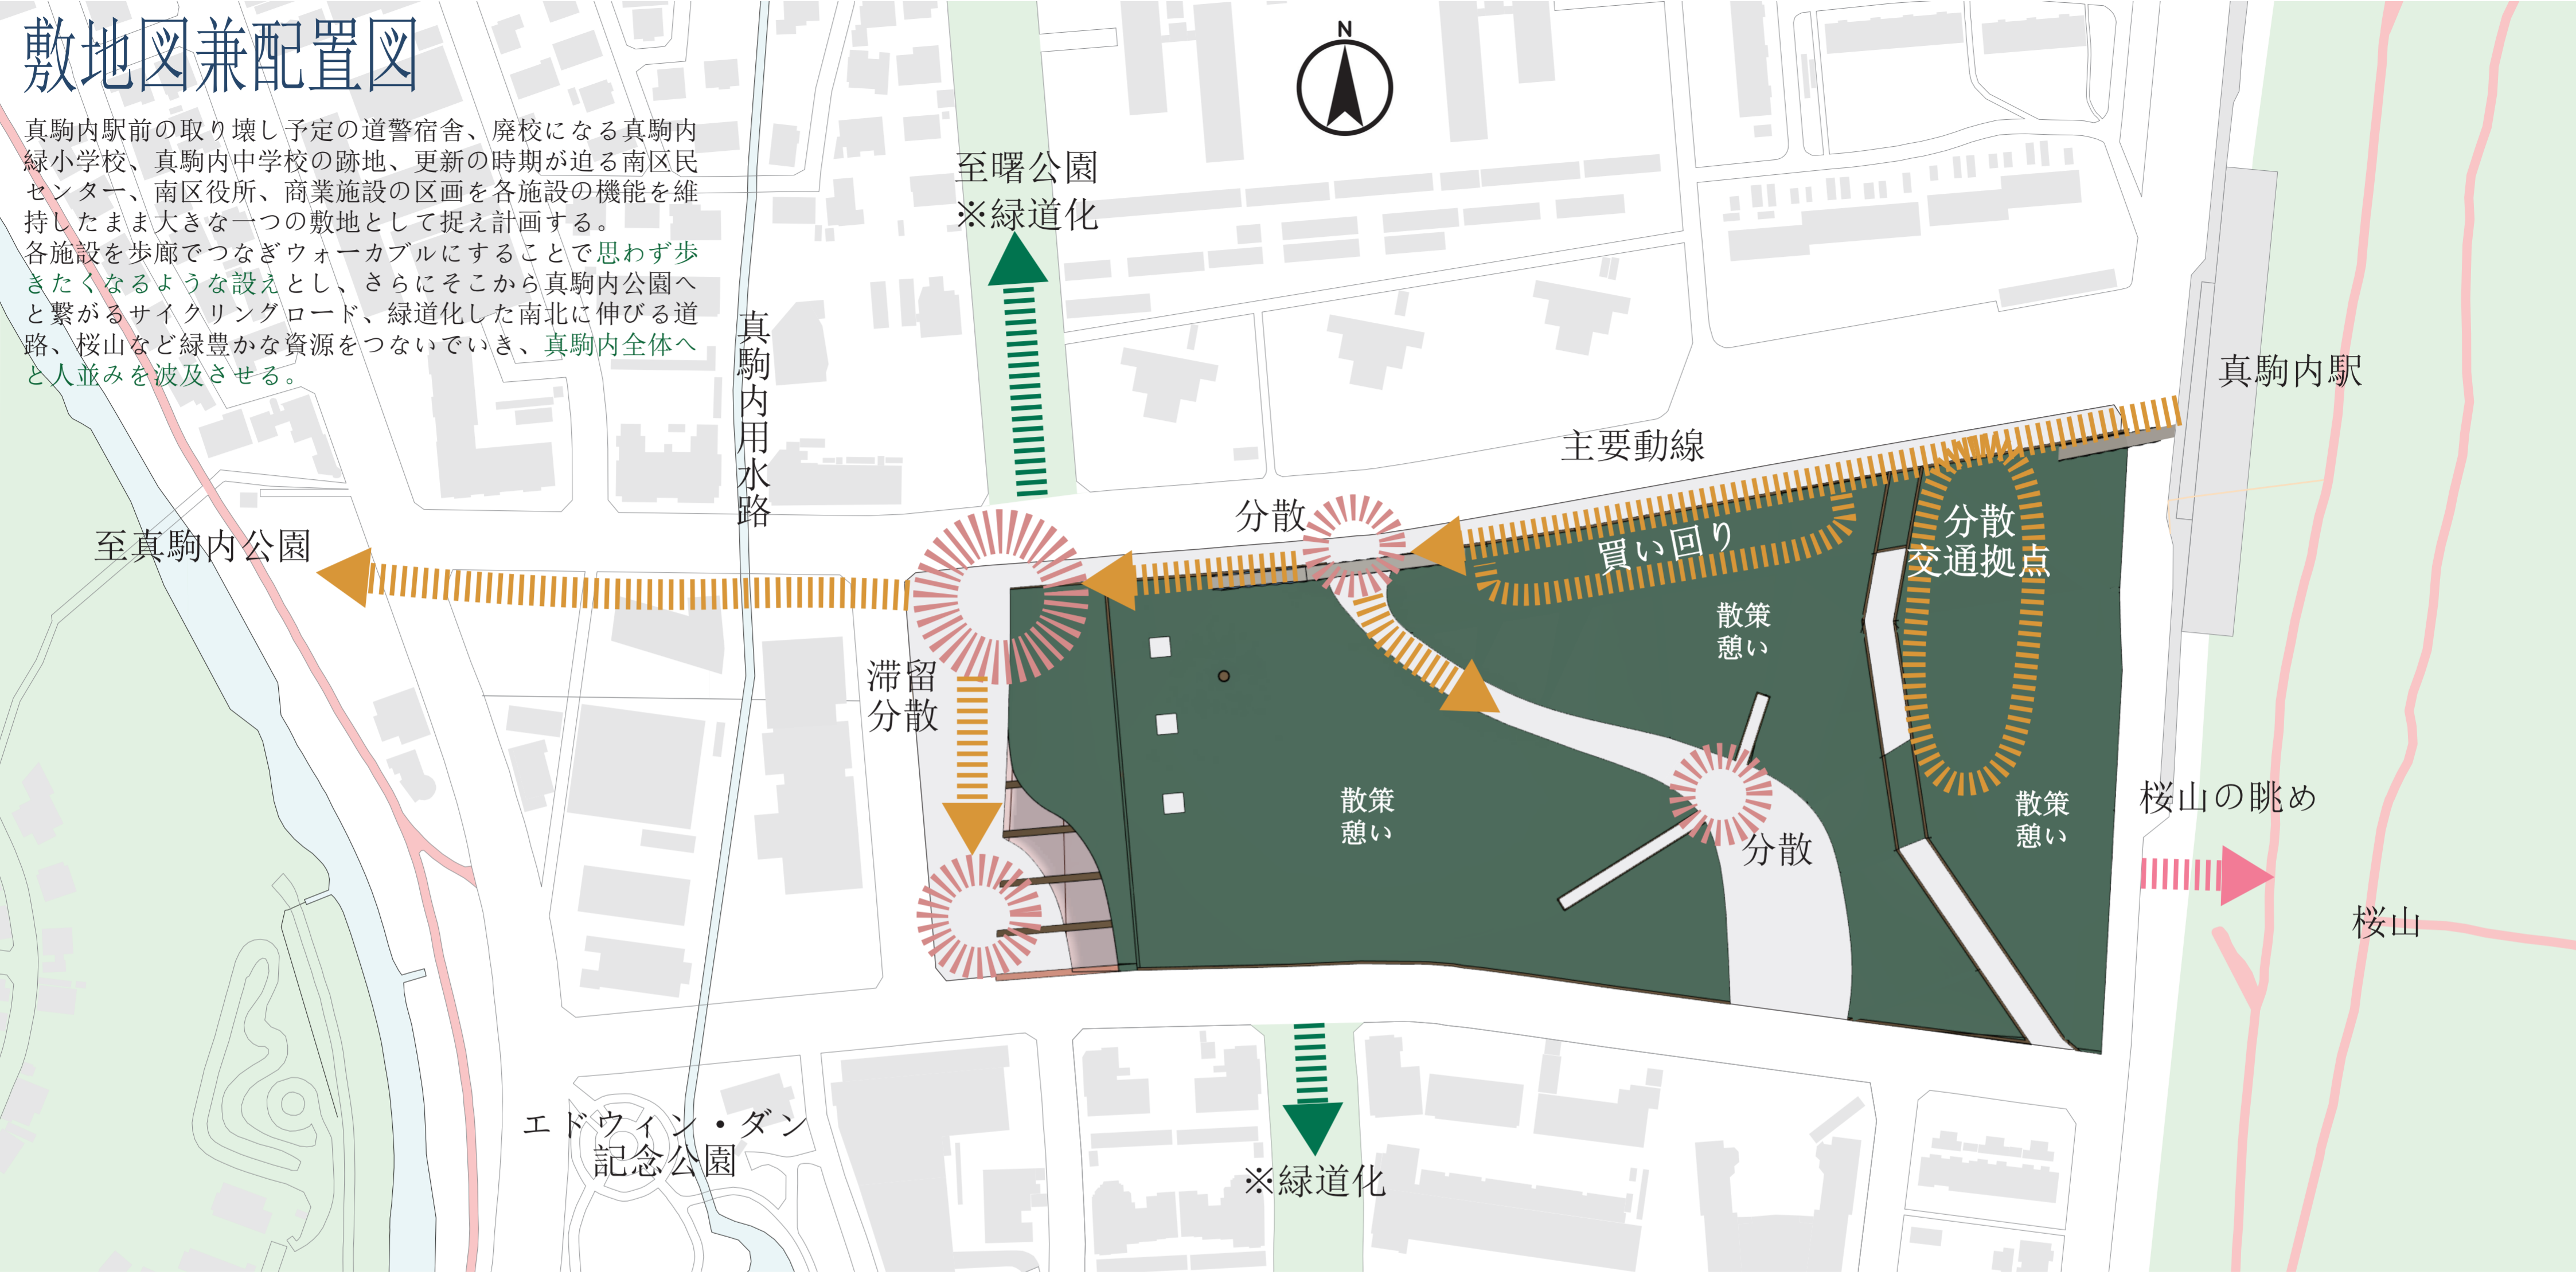 敷地図兼配置図
真駒内駅前の取り壊し予定の道警宿舎、廃校になる真駒内
緑小学校、真駒内中学校の跡地、更新の時期が迫る南区民
センター、南区役所、商業施設の区画を各施設の機能を維
持したまま大きな一つの敷地として捉え計画する。
各施設を歩廊でつなぎウォーカブルにすることで思わず歩
きたくなるような設えとし、さらにそこから真駒内公園へ
と繋がるサイクリングロード、緑道化した南北に伸びる道
路、桜山など緑豊かな資源をつないでいき、真駒内全体へ
と人並みを波及させる。
N
至曙公園
※緑道化
真駒内用水路
真駒内駅
主要動線
分散
買い回り
分散
交通拠点
至真駒内公園
散策
憩い
滞留
分散
散策
憩い
分散
散策
憩い
桜山の眺め
桜山
エドウィン・ダン
記念公園
※緑道化